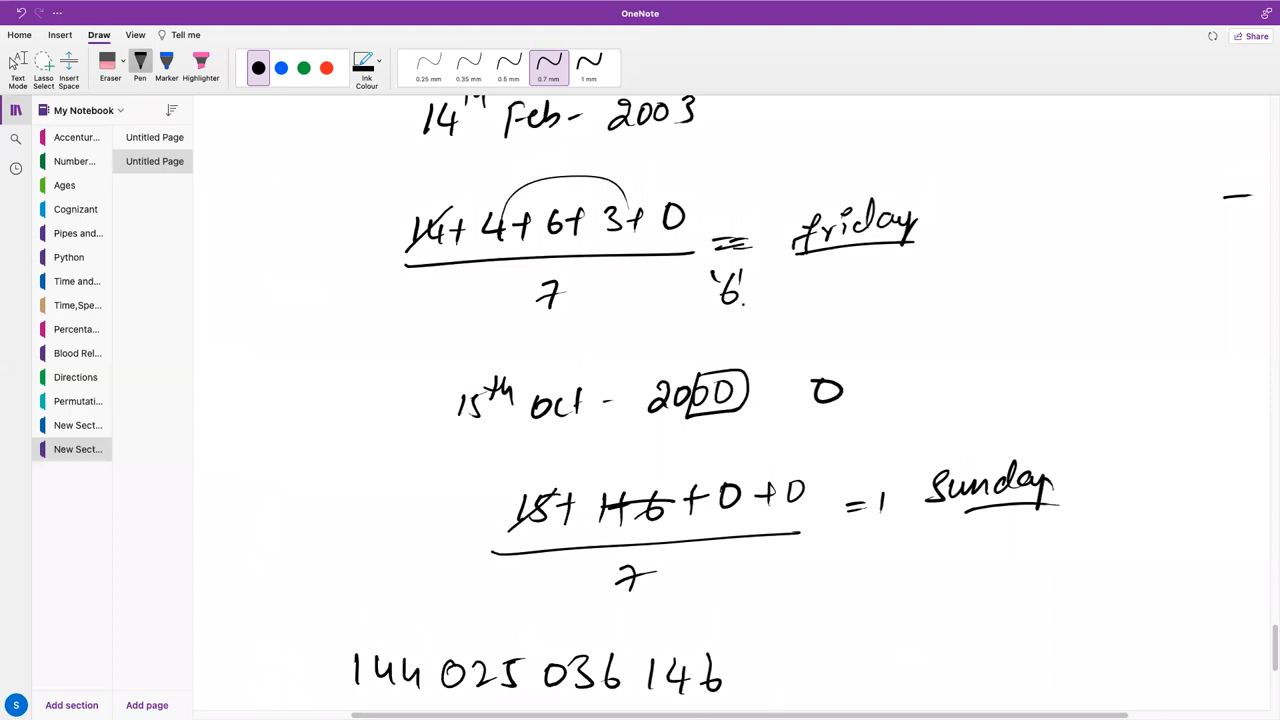 OneNote
Home Insert Draw View Tell me
Share
Text Mode Lasso Select Insert Space Eraser Pen Marker Highlighter Ink Colour 0.25 mm 0.35 mm 0.5 mm 0.7 mm 1 mm
My Notebook
Accentur... Untitled Page
Number... Untitled Page
Ages
Cognizant
Pipes and...
Python
Time and...
Time,Spe...
Percenta...
Blood Rel...
Directions
Permutati...
New Sect...
New Sect...
S Add section Add page
14th Feb - 2003
14 + 4 + 6 + 3 + 0 = friday
7 '6'
15th Oct - 2000 0
15 + 1 + 6 + 0 + 0 = 1 Sunday
7
144 025 036 146